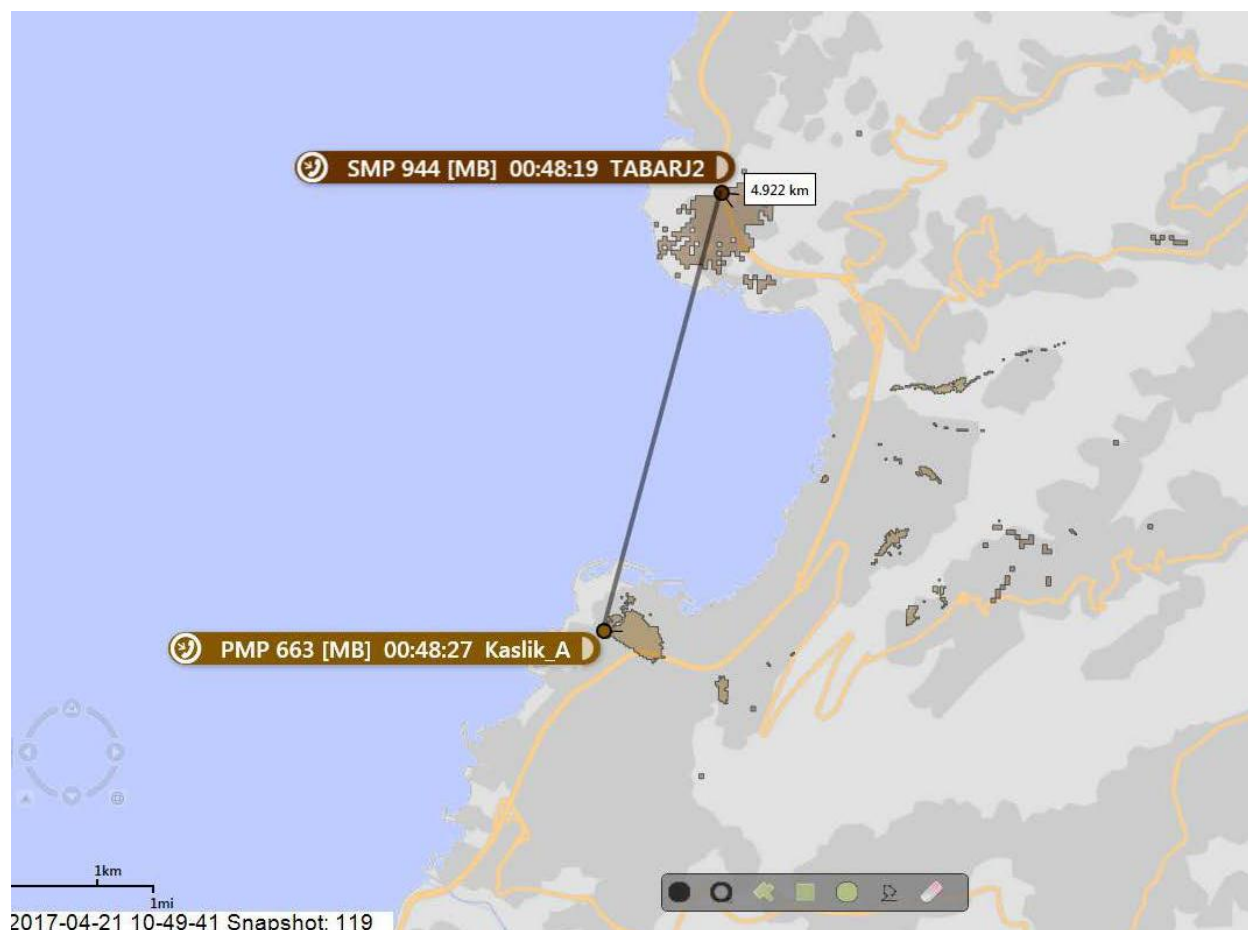 SMP 944 [MB] 00:48:19 TABARJ2
4.922 km
PMP 663 [MB] 00:48:27 Kaslik_A
1km
1mi
2017-04-21 10-49-41 Snapshot: 119